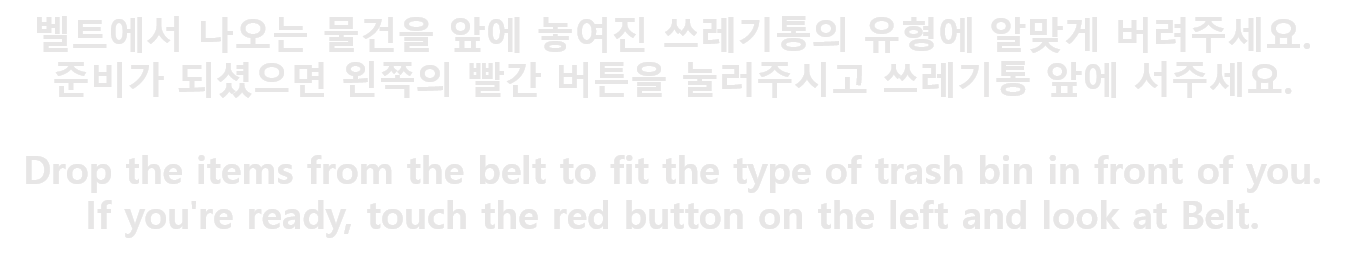 벨트에서 나오는 물건을 앞에 놓여진 쓰레기통의 유형에 알맞게 버려주세요.
준비가 되셨으면 왼쪽의 빨간 버튼을 눌러주시고 쓰레기통 앞에 서주세요.
Drop the items from the belt to fit the type of trash bin in front of you.
If you're ready, touch the red button on the left and look at Belt.